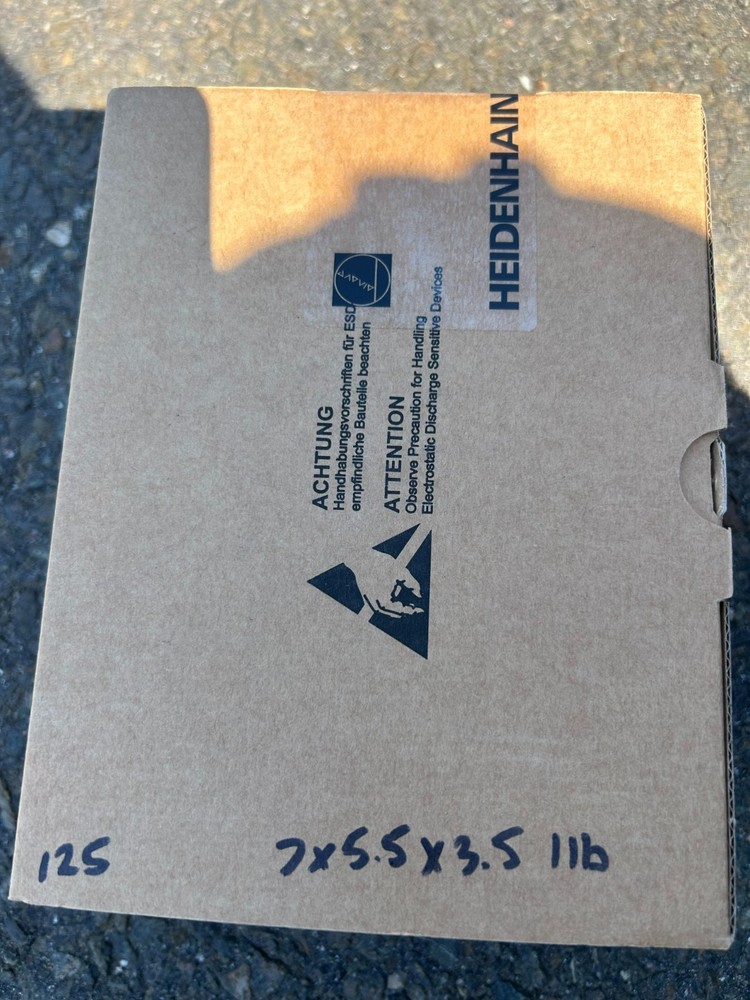 HEIDENHAIN
ACHTUNG
Handhabungsvorschriften für ESD
empfindliche Bauteile beachten
ATTENTION
Observe Precaution for Handling
Electrostatic Discharge Sensitive Devices
125
7x5.5x3.5 1lb